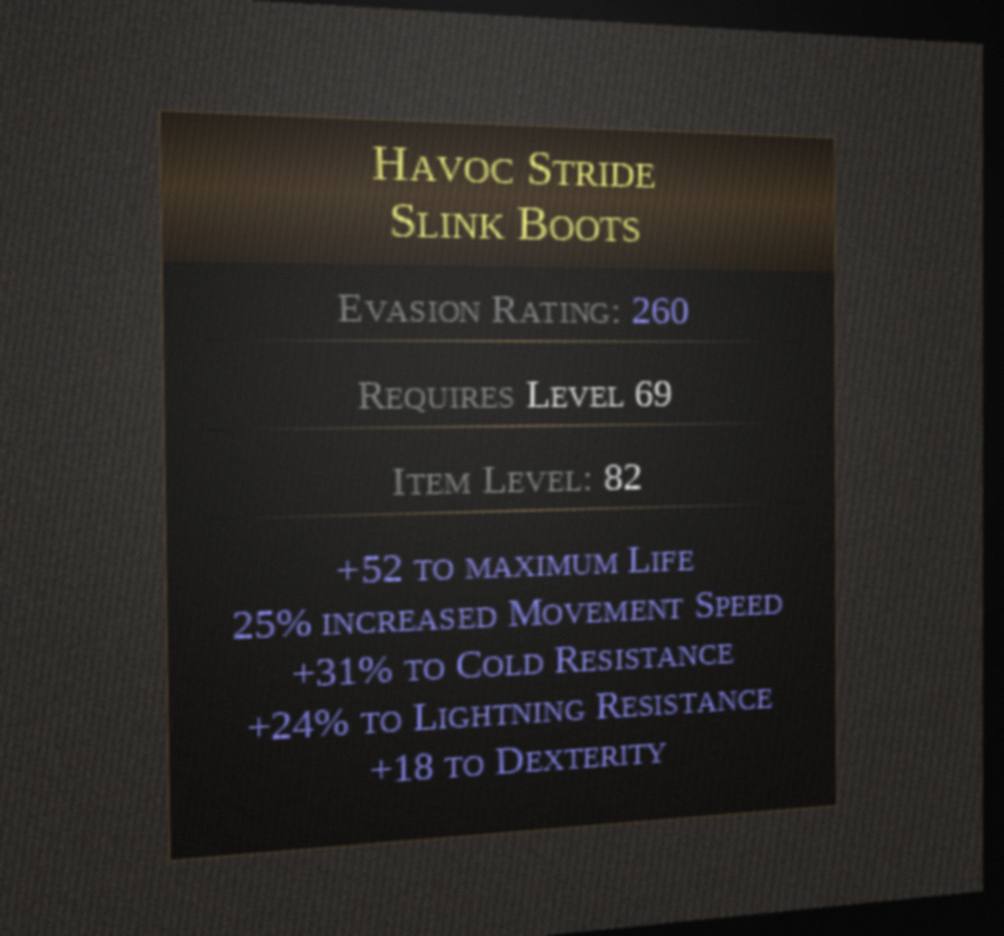 Havoc Stride
Slink Boots
Evasion Rating: 260
Requires Level 69
Item Level: 82
+52 to maximum Life
25% increased Movement Speed
+31% to Cold Resistance
+24% to Lightning Resistance
+18 to Dexterity